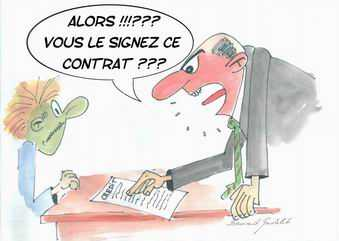 ALORS !!!???
VOUS LE SIGNEZ CE
CONTRAT ???
CREDIT